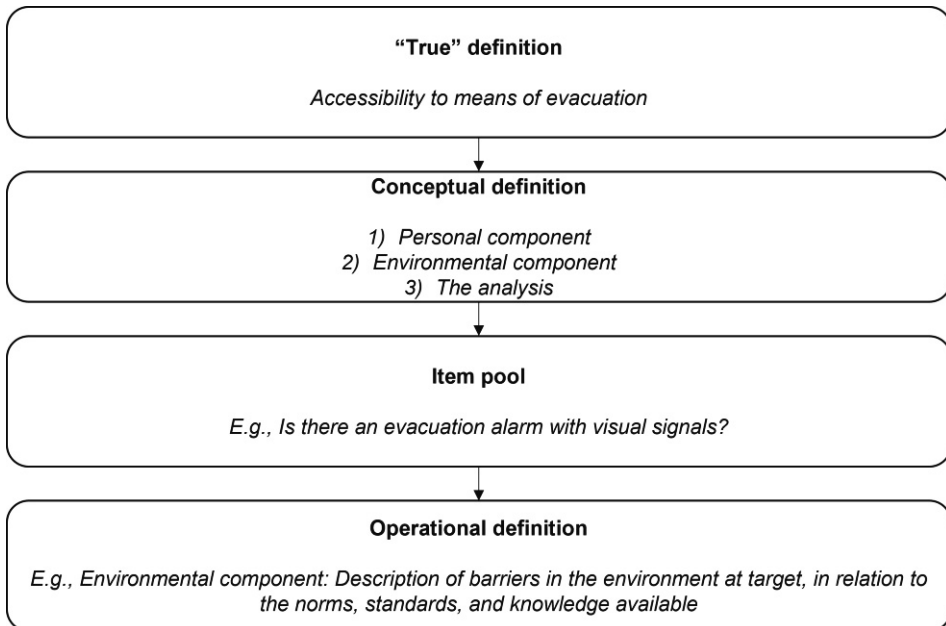 “True” definition
Accessibility to means of evacuation
Conceptual definition
1) Personal component
2) Environmental component
3) The analysis
Item pool
E.g., Is there an evacuation alarm with visual signals?
Operational definition
E.g., Environmental component: Description of barriers in the environment at target, in relation to
the norms, standards, and knowledge available